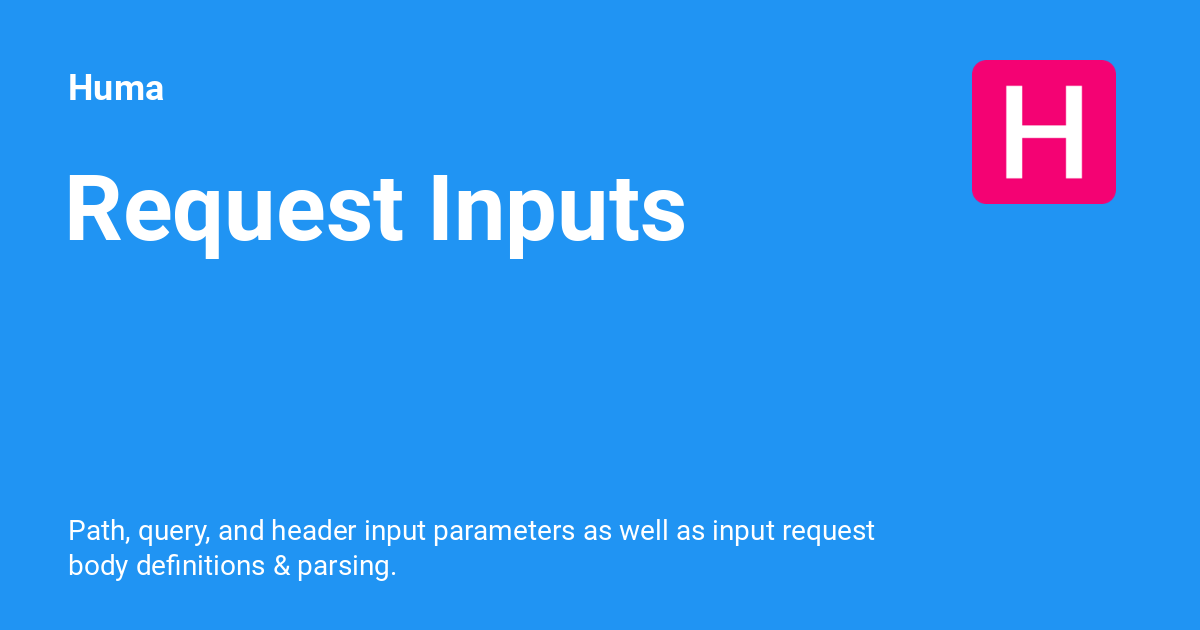 Huma
H
Request Inputs
Path, query, and header input parameters as well as input request
body definitions & parsing.